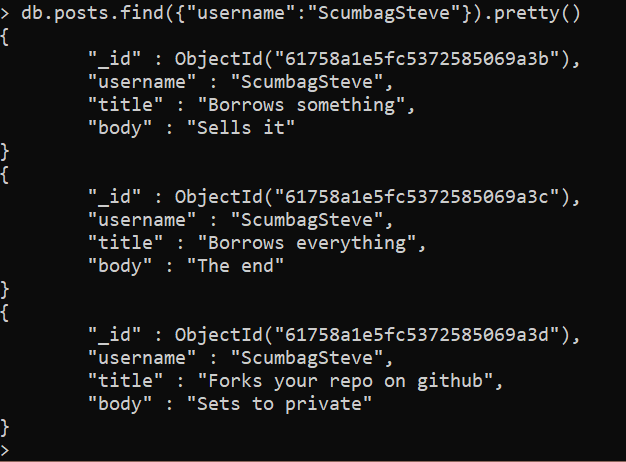 > db.posts.find({"username":"ScumbagSteve"}).pretty()
{
        "_id" : ObjectId("61758a1e5fc5372585069a3b"),
        "username" : "ScumbagSteve",
        "title" : "Borrows something",
        "body" : "Sells it"
}
{
        "_id" : ObjectId("61758a1e5fc5372585069a3c"),
        "username" : "ScumbagSteve",
        "title" : "Borrows everything",
        "body" : "The end"
}
{
        "_id" : ObjectId("61758a1e5fc5372585069a3d"),
        "username" : "ScumbagSteve",
        "title" : "Forks your repo on github",
        "body" : "Sets to private"
}
>